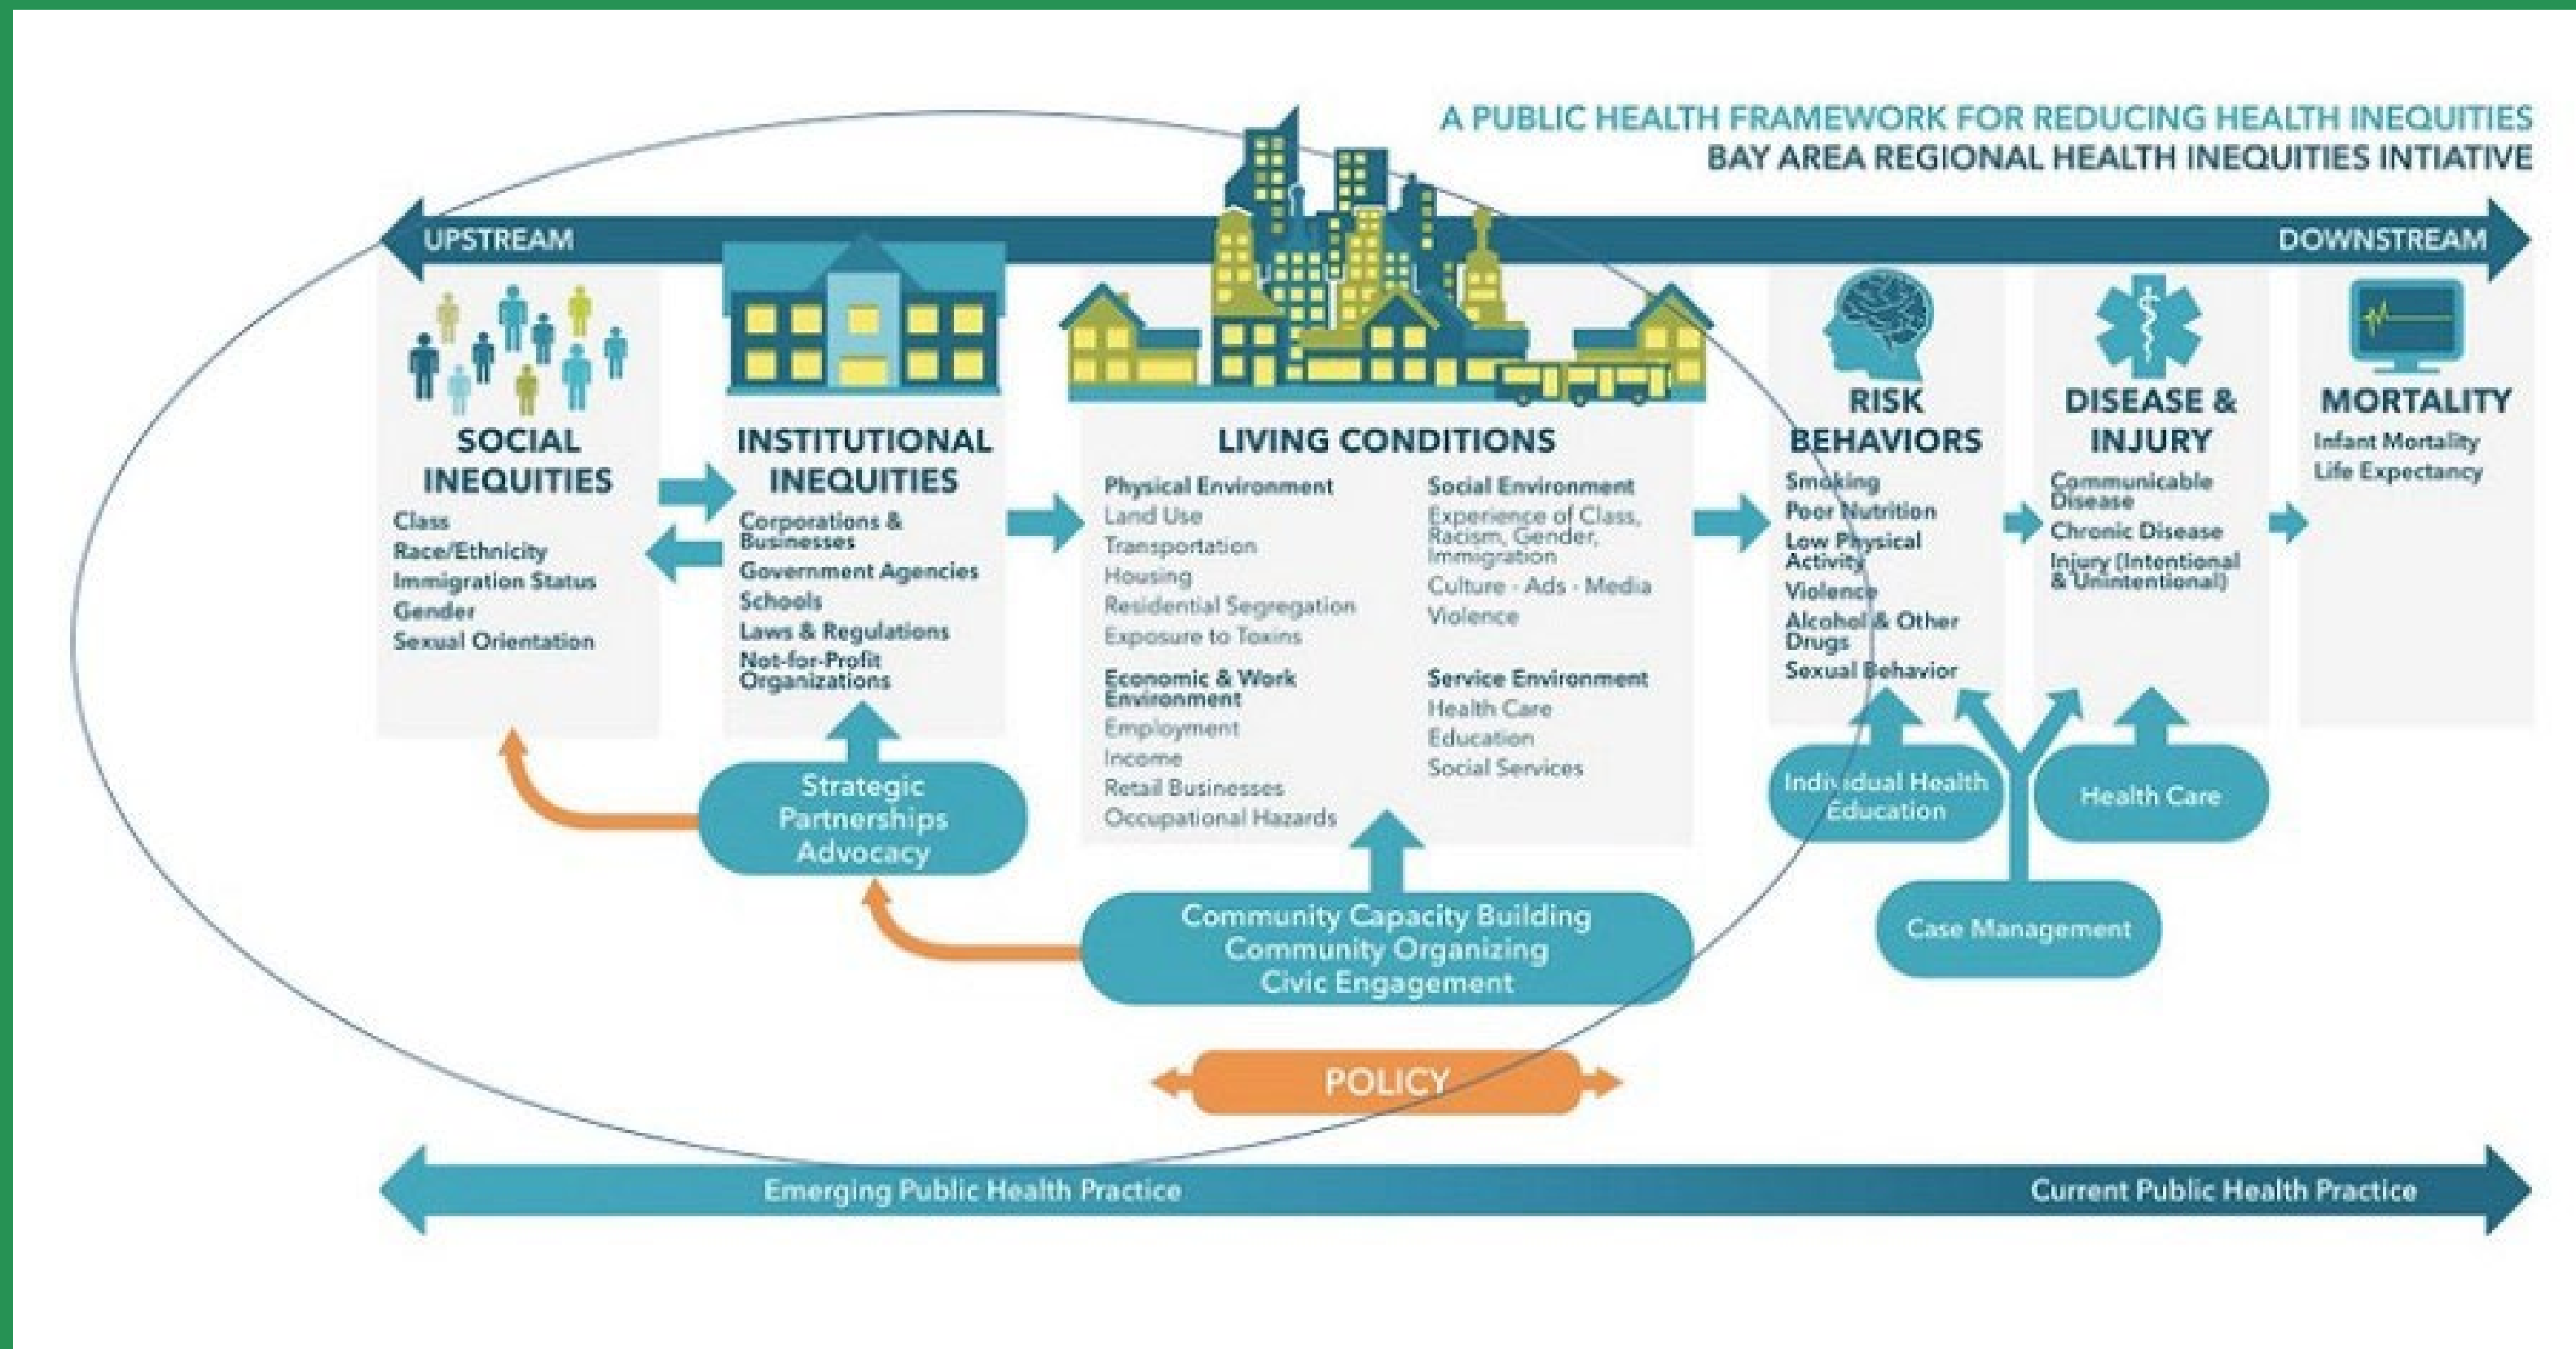 A PUBLIC HEALTH FRAMEWORK FOR REDUCING HEALTH INEQUITIES
BAY AREA REGIONAL HEALTH INEQUITIES INTIATIVE
UPSTREAM
DOWNSTREAM
SOCIAL
INEQUITIES
Class
Race/Ethnicity
Immigration Status
Gender
Sexual Orientation
INSTITUTIONAL
INEQUITIES
Corporations &
Businesses
Government Agencies
Schools
Laws & Regulations
Not-for-Profit
Organizations
LIVING CONDITIONS
Physical Environment
Land Use
Transportation
Housing
Residential Segregation
Exposure to Toxins
Economic & Work
Environment
Employment
Income
Retail Businesses
Occupational Hazards
Social Environment
Experience of Class,
Racism, Gender,
Immigration
Culture - Ads - Media
Violence
Service Environment
Health Care
Education
Social Services
RISK
BEHAVIORS
Smoking
Poor Nutrition
Low Physical
Activity
Violence
Alcohol & Other
Drugs
Sexual Behavior
DISEASE &
INJURY
Communicable
Disease
Chronic Disease
Injury (Intentional
& Unintentional)
MORTALITY
Infant Mortality
Life Expectancy
Strategic
Partnerships
Advocacy
Community Capacity Building
Community Organizing
Civic Engagement
Individual Health
Education
Health Care
Case Management
POLICY
Emerging Public Health Practice
Current Public Health Practice